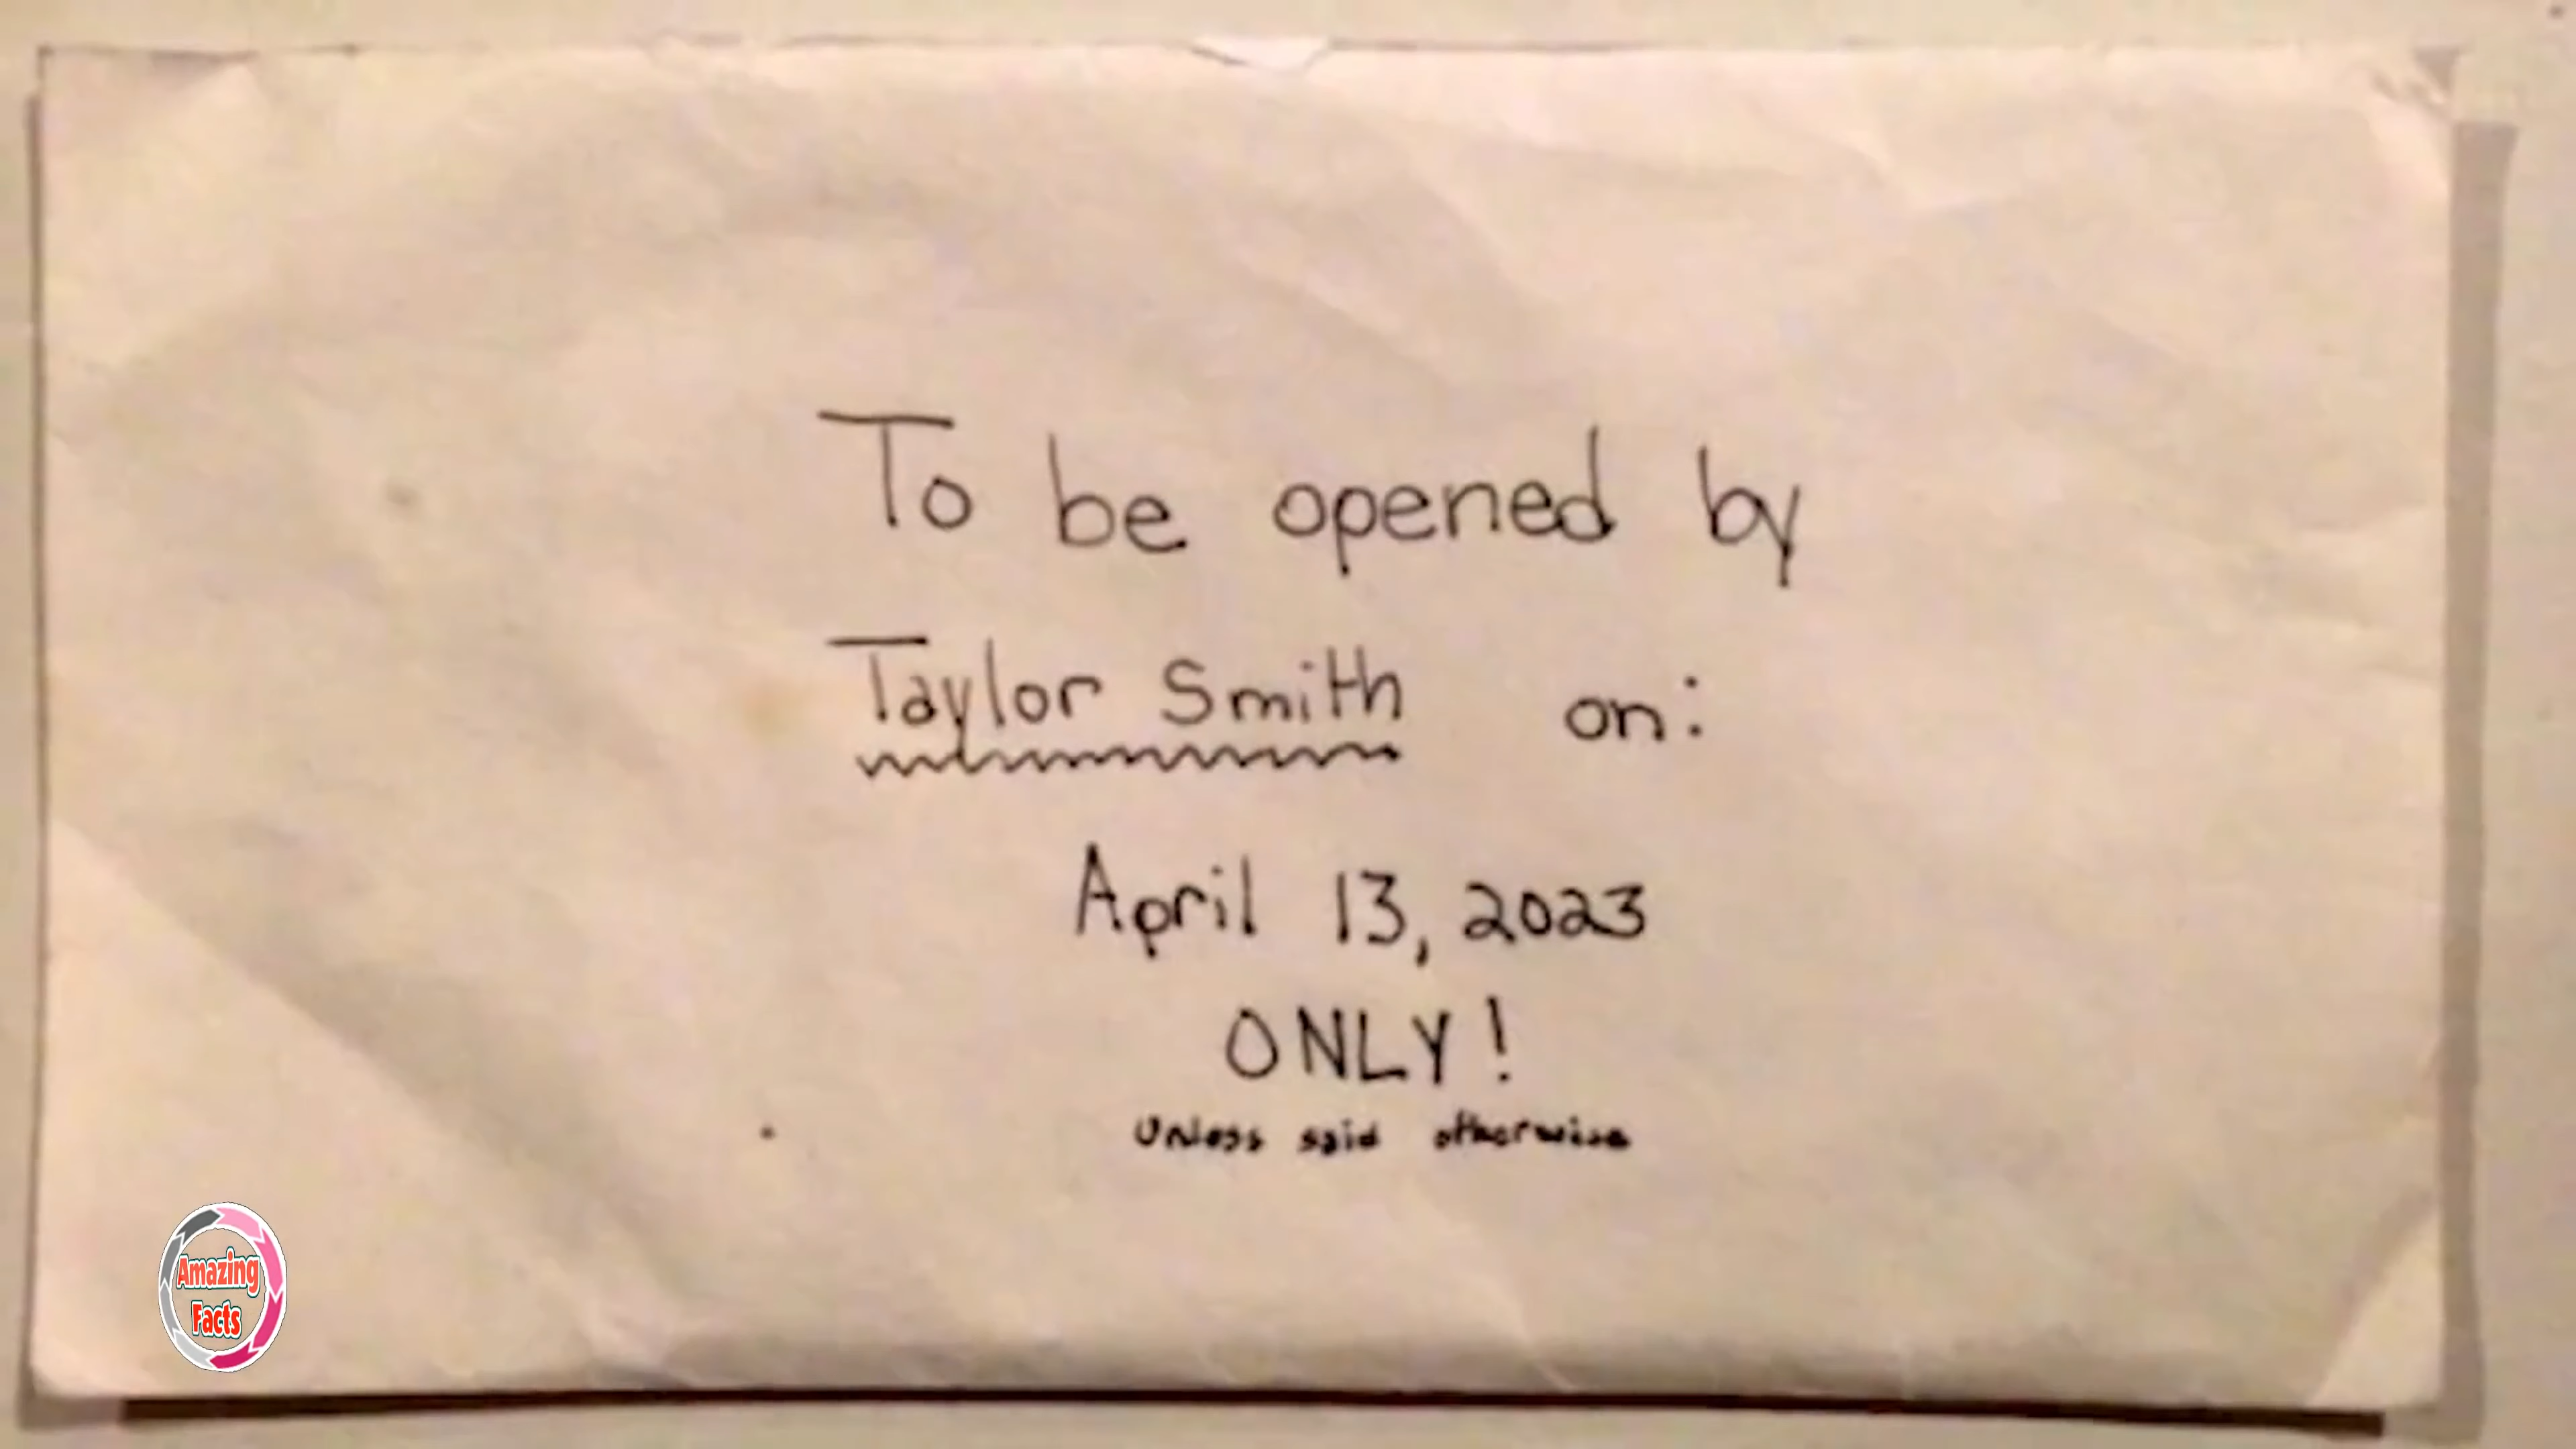 To be opened by
Taylor Smith on:
April 13, 2023
ONLY!
Unless said otherwise
Amazing
Facts